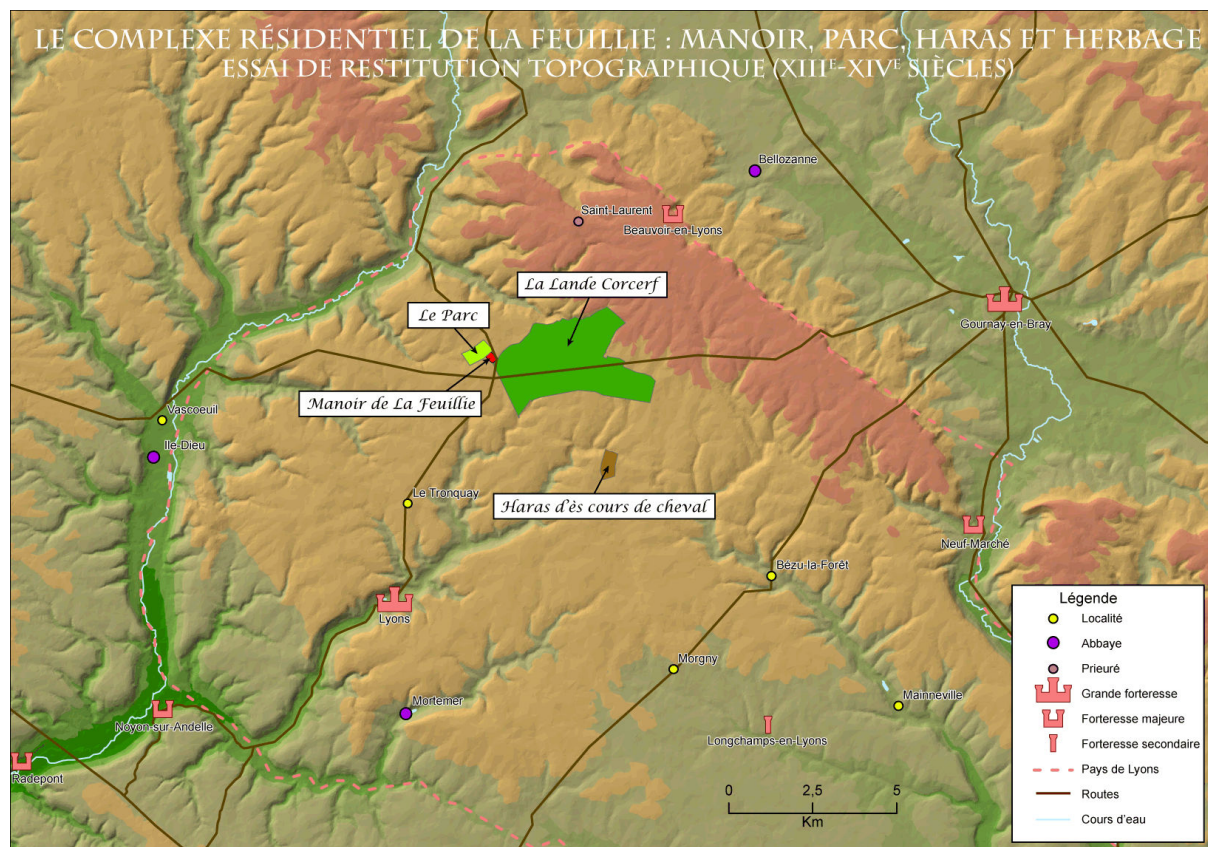 LE COMPLEXE RÉSIDENTIEL DE LA FEUILLIE : MANOIR, PARC, HARAS ET HERBAGE
ESSAI DE RESTITUTION TOPOGRAPHIQUE (XIIIE-XIVE SIÈCLES)
Bellozanne
Saint-Laurent
Beauvoir-en-Lyons
La Lande Corcerf
Le Parc
Gournay-en-Bray
Manoir de La Feuillie
Vascoeuil
Ile-Dieu
Le Tronquay
Haras d'ès cours de cheval
Neuf-Marché
Bézu-la-Forêt
Lyons
Morgny
Mainneville
Mortemer
Noyon-sur-Andelle
Longchamps-en-Lyons
Radepont
0 2,5 5
Km
Légende
Localité
Abbaye
Prieuré
Grande forteresse
Forteresse majeure
Forteresse secondaire
Pays de Lyons
Routes
Cours d'eau